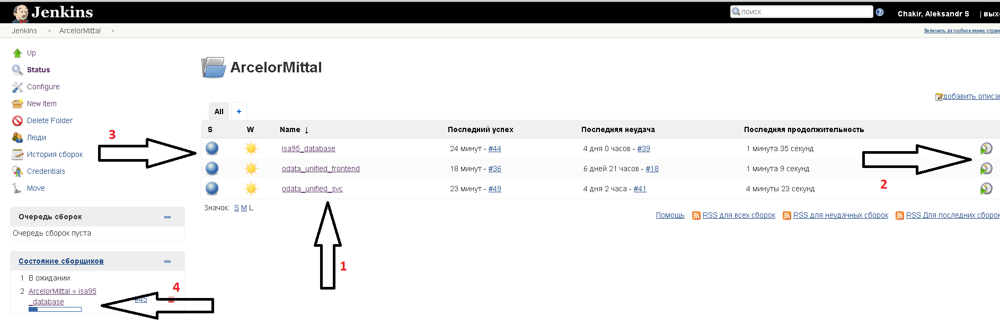 Jenkins
поиск
Chakir, Aleksandr S
|
Jenkins ArcelorMittal
Включить автообновление
Up
Status
Configure
New Item
Delete Folder
Люди
История сборок
Credentials
Move
ArcelorMittal
добавить
All +
S W Name ↓ Последний успех Последняя неудача Последняя продолжительность
isa95_database 24 минут - #44 4 дня 0 часов - #39 1 минута 35 секунд
odata_unified_frontend 18 минут - #36 6 дней 21 часов - #18 1 минута 9 секунд
odata_unified_svc 23 минут - #49 4 дня 2 часа - #41 4 минуты 23 секунд
Значок: S M L
Помощь RSS для всех сборок RSS для неудачных сборок RSS Для последних сборок
3
2
1
4
Очередь сборок
Очередь сборок пуста
Состояние сборщиков
1 В ожидании
2 ArcelorMittal » isa95
_database
#45